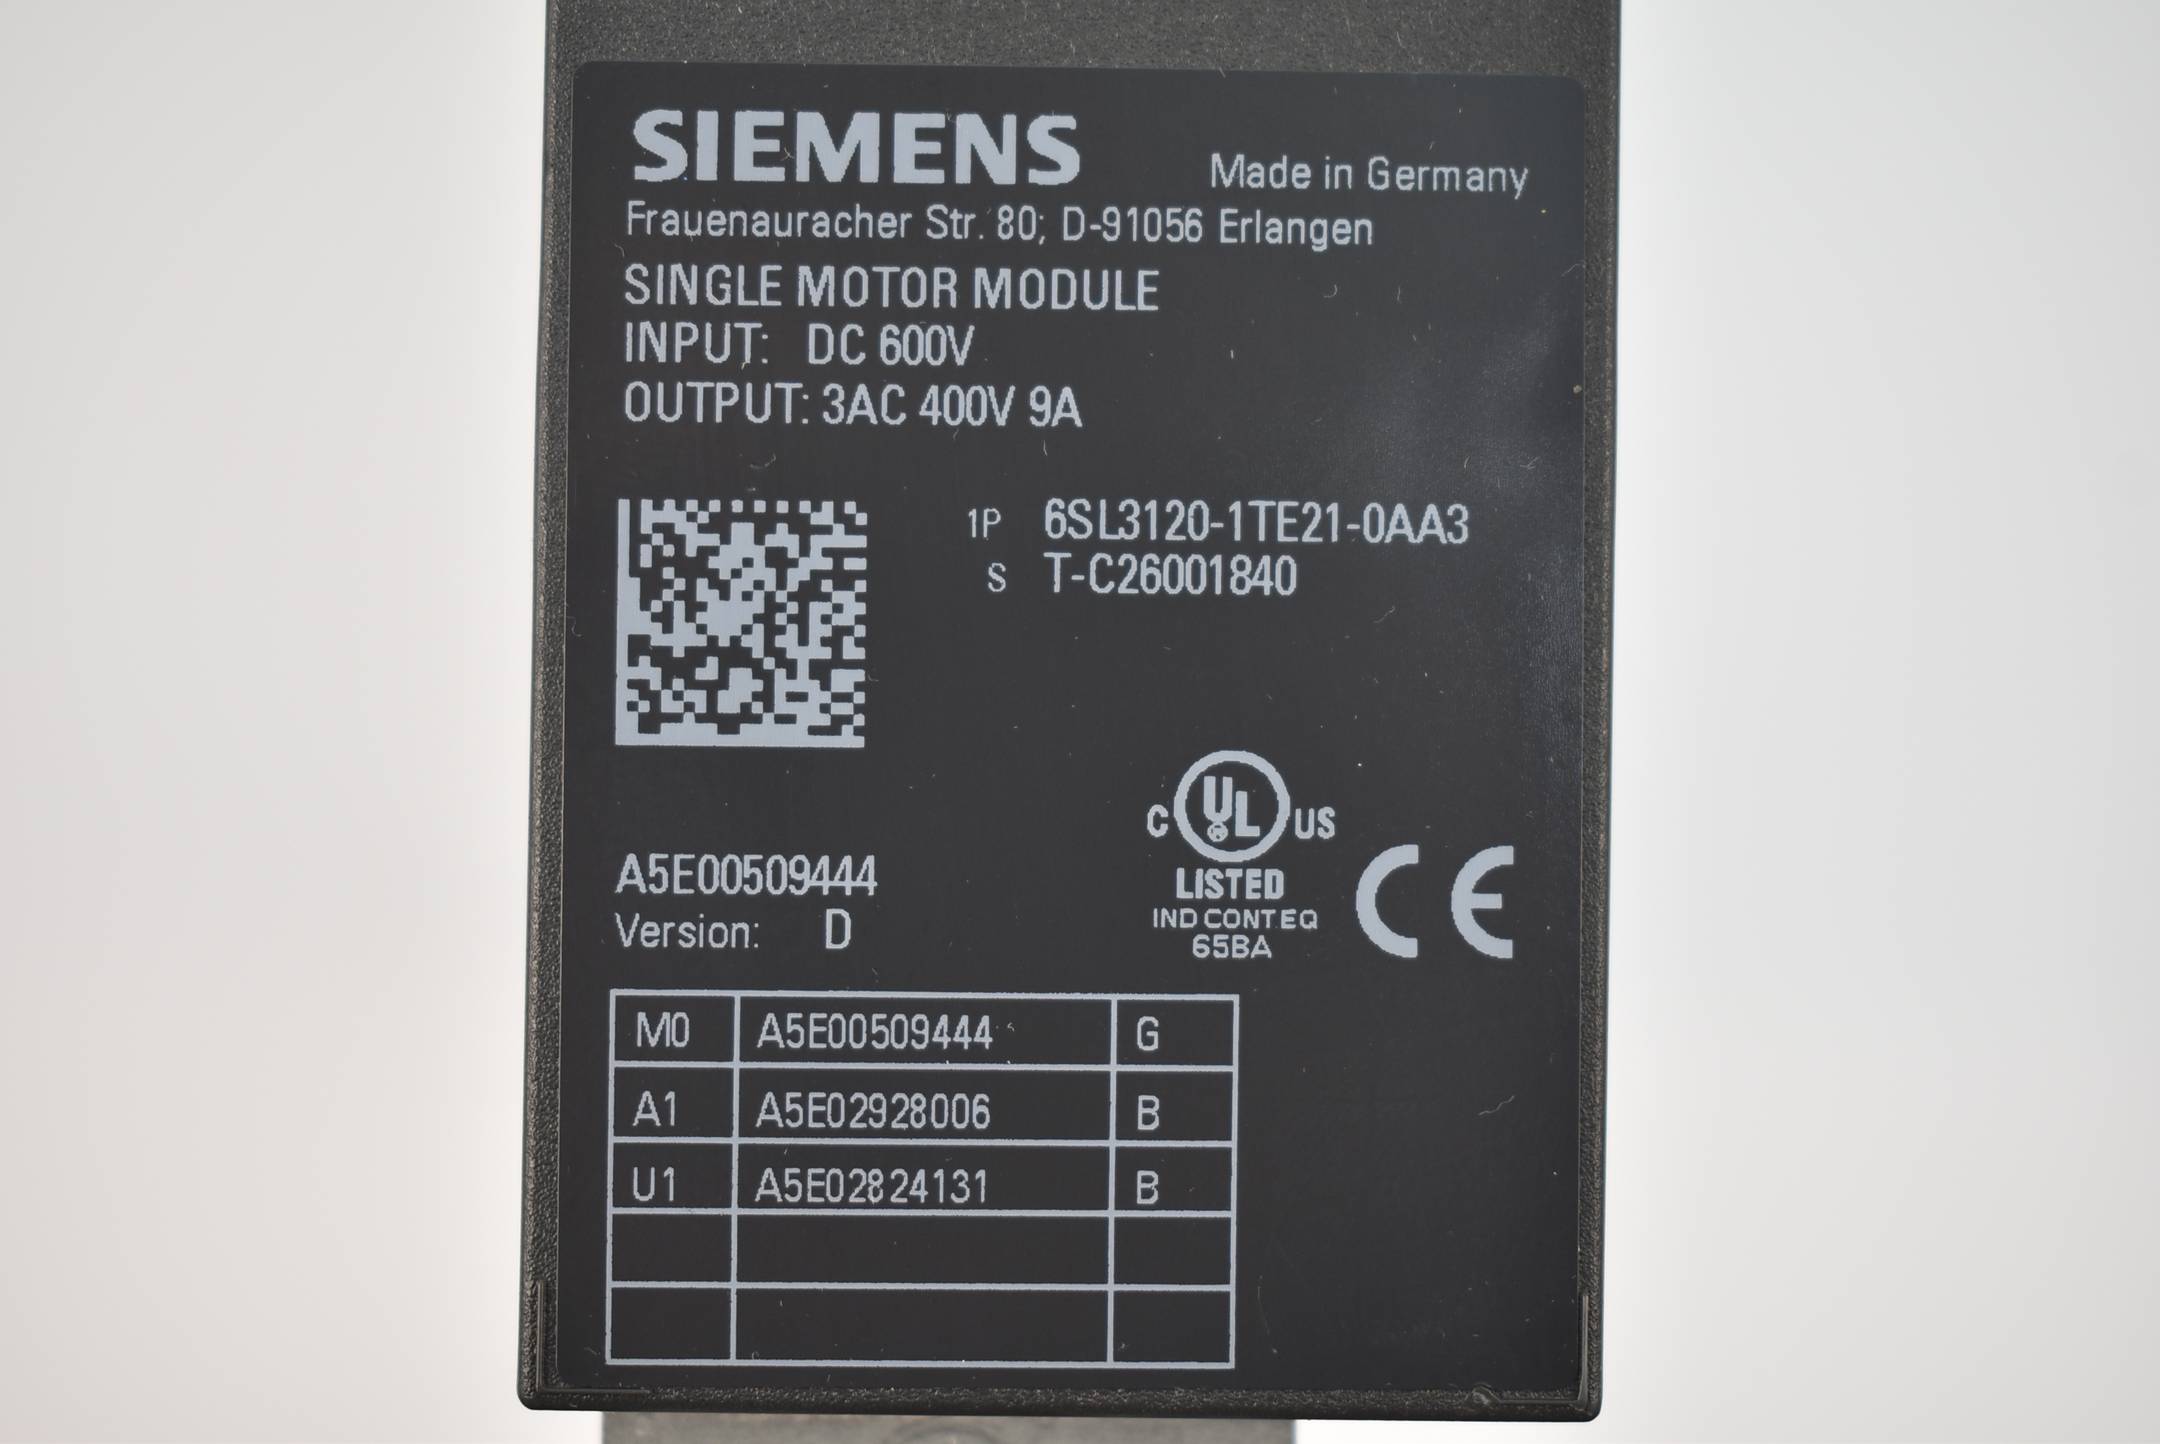 SIEMENS Made in Germany
Frauenauracher Str. 80; D-91056 Erlangen
SINGLE MOTOR MODULE
INPUT: DC 600V
OUTPUT: 3AC 400V 9A
1P 6SL3120-1TE21-0AA3
S T-C26001840
C UL ® US
LISTED
IND CONT.EQ
65BA
CE
A5E00509444
Version: D
M0 A5E00509444 G
A1 A5E02928006 B
U1 A5E02824131 B